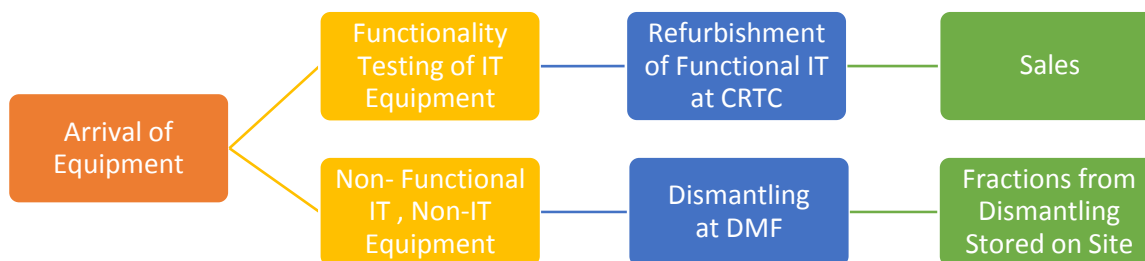 Arrival of
Equipment
Functionality
Testing of IT
Equipment
Refurbishment
of Functional IT
at CRTC
Sales
Non- Functional
IT , Non-IT
Equipment
Dismantling
at DMF
Fractions from
Dismantling
Stored on Site